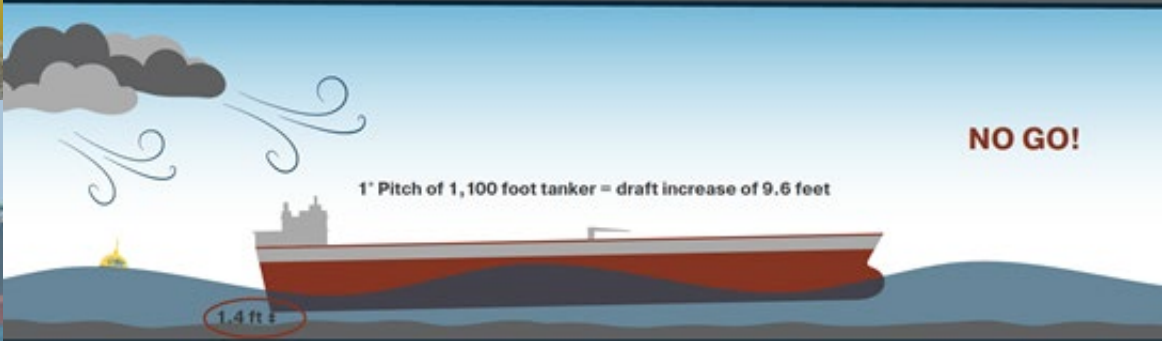 NO GO!
1° Pitch of 1,100 foot tanker = draft increase of 9.6 feet
1.4 ft